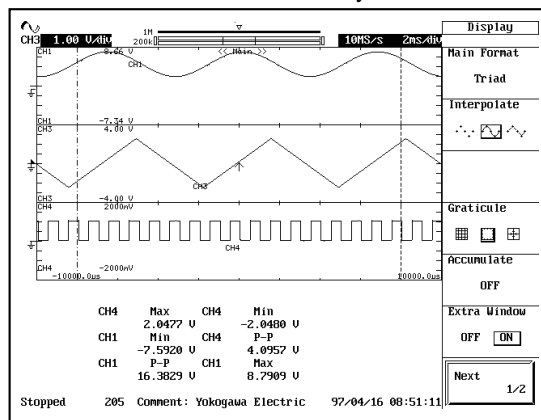 Display
CH3 1.00 V/div 1M 200k 10MS/s 2ms/div
CH1 8.66 V << Main >>
CH1
Main Format
Triad
Interpolate
CH1 -7.34 V
CH3 4.00 V
CH3
CH3 -4.00 V
CH4 2000mV
Graticule
CH4
CH4 -2000mV
-10000.0us 10000.0us
Accumulate
OFF
Extra Window
OFF ON
CH4 Max CH4 Min
2.0477 V -2.0480 V
CH1 Min CH4 P-P
-7.5920 V 4.0957 V
CH1 P-P CH1 Max
16.3829 V 8.7909 V
Next
1/2
Stopped 205 Comment: Yokogawa Electric 97/04/16 08:51:11